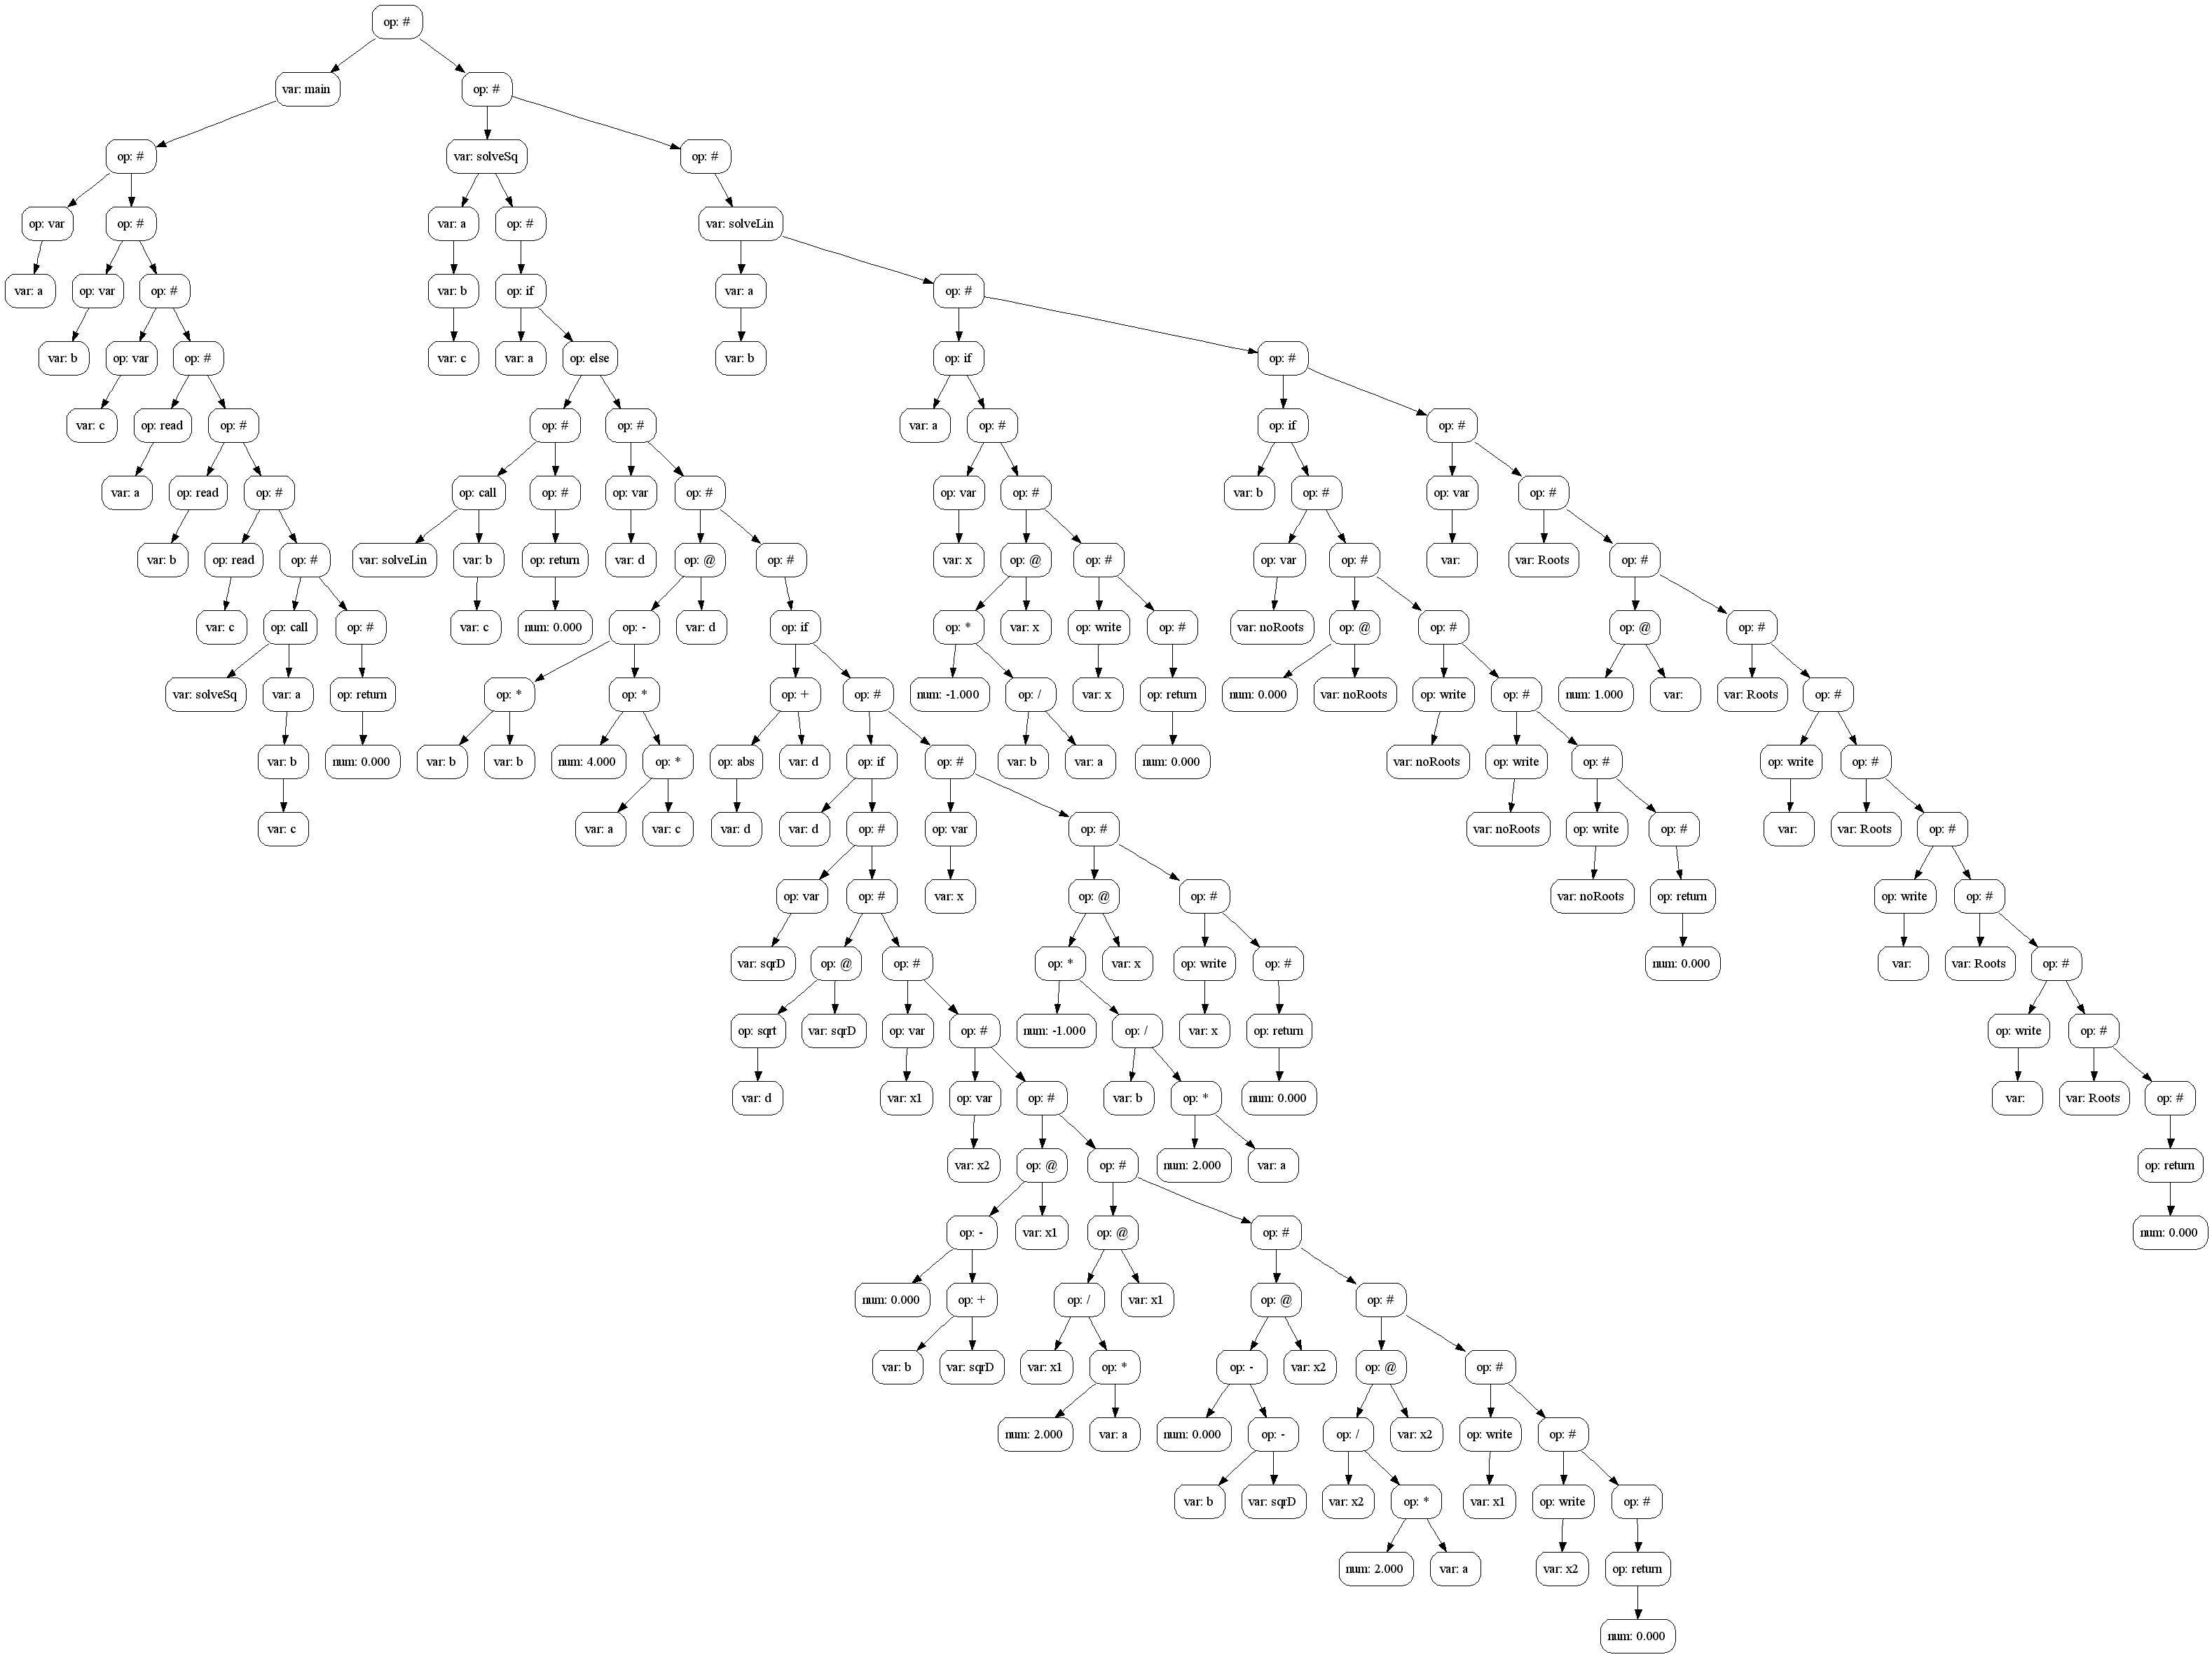 op: #
var: main op: #
op: # var: solveSq op: #
op: var op: # var: a op: # var: solveLin
var: a op: var op: # var: b op: if var: a op: #
var: b op: var op: # var: c var: a op: else var: b op: if op: #
var: c op: read op: # op: # op: # var: a op: # op: if op: #
var: a op: read op: # op: call op: # op: var op: # op: var op: # var: b op: # op: var op: #
var: b op: read op: # var: solveLin var: b op: return var: d op: @ op: # var: x op: @ op: # op: var op: # var: var: Roots op: #
var: c op: call op: # var: c num: 0.000 op: - var: d op: if op: * var: x op: write op: # var: noRoots op: @ op: # op: @ op: #
var: solveSq var: a op: return op: * op: * op: + op: # num: -1.000 op: / var: x op: return num: 0.000 var: noRoots op: write op: # num: 1.000 var: var: Roots op: #
var: b num: 0.000 var: b var: b num: 4.000 op: * op: abs var: d op: if op: # var: b var: a num: 0.000 var: noRoots op: write op: # op: write op: #
var: c var: a var: c var: d var: d op: # op: var op: # var: noRoots op: write op: # var: var: Roots op: #
op: var op: # var: x op: @ op: # var: noRoots op: return op: write op: #
var: sqrD op: @ op: # op: * var: x op: write op: # num: 0.000 var: var: Roots op: #
op: sqrt var: sqrD op: var op: # num: -1.000 op: / var: x op: return op: write op: #
var: d var: x1 op: var op: # var: b op: * num: 0.000 var: var: Roots op: #
var: x2 op: @ op: # num: 2.000 var: a op: return
op: - var: x1 op: @ op: # num: 0.000
num: 0.000 op: + op: / var: x1 op: @ op: #
var: b var: sqrD var: x1 op: * op: - var: x2 op: @ op: #
num: 2.000 var: a num: 0.000 op: - op: / var: x2 op: write op: #
var: b var: sqrD var: x2 op: * var: x1 op: write op: #
num: 2.000 var: a var: x2 op: return
num: 0.000